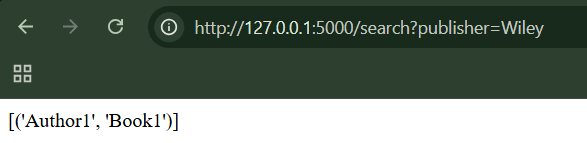 http://127.0.0.1:5000/search?publisher=Wiley
[('Author1', 'Book1')]